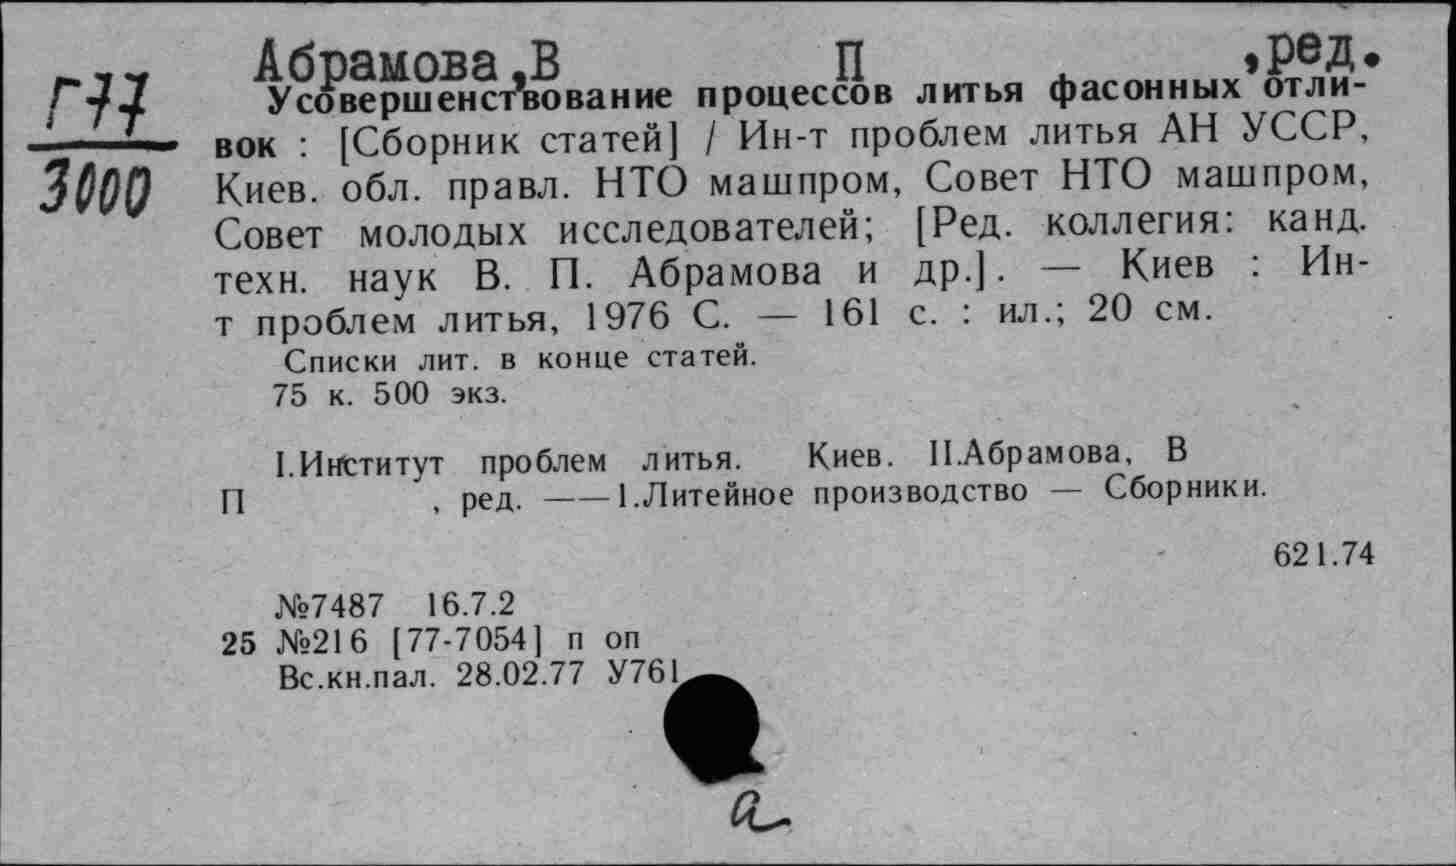 Абрамова,В П ,ред.
Г77
3000
Усовершенствование процессов литья фасонных отли-
вок : [Сборник статей] / Ин-т проблем литья АН УССР,
Киев. обл. правл. НТО машпром, Совет НТО машпром,
Совет молодых исследователей; [Ред. коллегия: канд.
техн. наук В. П. Абрамова и др.]. — Киев : Ин-
т проблем литья, 1976 С. — 161 с. : ил.; 20 см.
Списки лит. в конце статей.
75 к. 500 экз.
I.Институт проблем литья. Киев. II.Абрамова, В
П , ред. —— 1.Литейное производство — Сборники.
621.74
№7487 16.7.2
25 №216 [77-7054] п оп
Вс.кн.пал. 28.02.77 У761
а